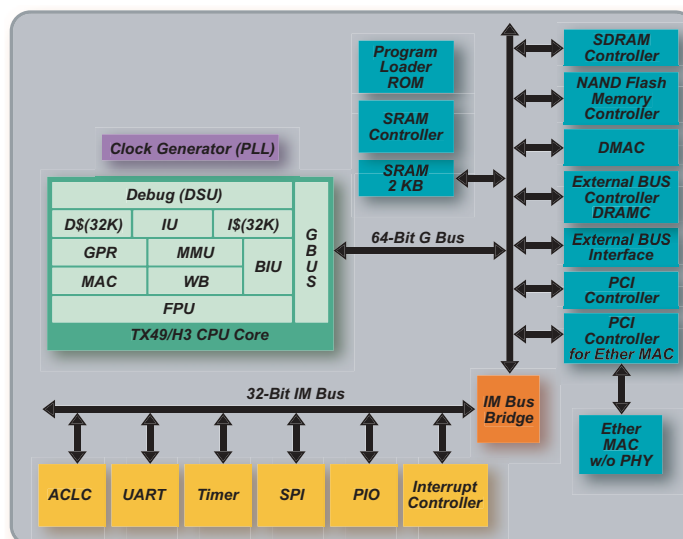 Program
Loader
ROM
SRAM
Controller
SRAM
2 KB
SDRAM
Controller
NAND Flash
Memory
Controller
DMAC
External BUS
Controller
DRAMC
External BUS
Interface
PCI
Controller
PCI
Controller
for Ether MAC
Ether
MAC
w/o PHY
Clock Generator (PLL)
Debug (DSU)
D$(32K)
IU
I$(32K)
GPR
MMU
BIU
MAC
WB
FPU
GBUS
TX49/H3 CPU Core
64-Bit G Bus
32-Bit IM Bus
IM Bus
Bridge
ACLC
UART
Timer
SPI
PIO
Interrupt
Controller